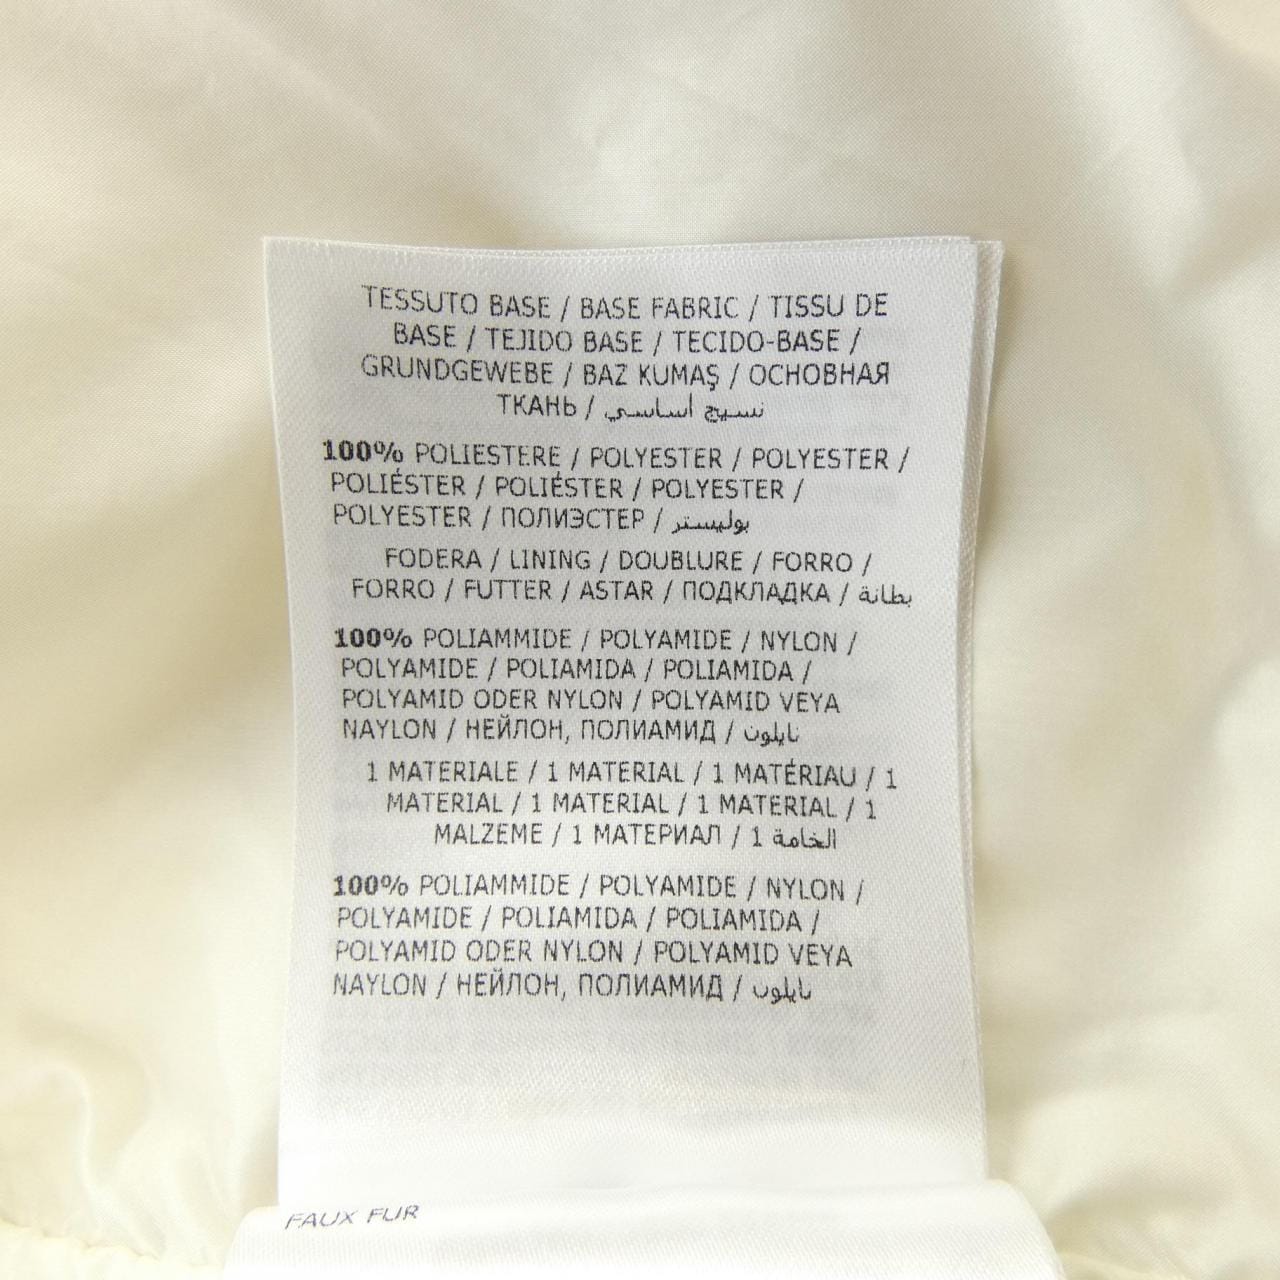 TESSUTO BASE / BASE FABRIC / TISSU DE
BASE / TEJIDO BASE / TECIDO-BASE /
GRUNDGEWEBE / BAZ KUMAŞ / ОСНОВНАЯ
ТКАНЬ / نسيج أساسي
100% POLIESTERE / POLYESTER / POLYESTER /
POLIÉSTER / POLIÉSTER / POLYESTER /
POLYESTER / ПОЛИЭСТЕР / بوليستر
FODERA / LINING / DOUBLURE / FORRO /
FORRO / FUTTER / ASTAR / ПОДКЛАДКА / بطانة
100% POLIAMMIDE / POLYAMIDE / NYLON /
POLYAMIDE / POLIAMIDA / POLIAMIDA /
POLYAMID ODER NYLON / POLYAMID VEYA
NAYLON / НЕЙЛОН, ПОЛИАМИД / نايلون
1 MATERIALE / 1 MATERIAL / 1 MATÉRIAU / 1
MATERIAL / 1 MATERIAL / 1 MATERIAL / 1
MALZEME / 1 МАТЕРИАЛ / 1 الخامة
100% POLIAMMIDE / POLYAMIDE / NYLON /
POLYAMIDE / POLIAMIDA / POLIAMIDA /
POLYAMID ODER NYLON / POLYAMID VEYA
NAYLON / НЕЙЛОН, ПОЛИАМИД / نايلون
FAUX FUR